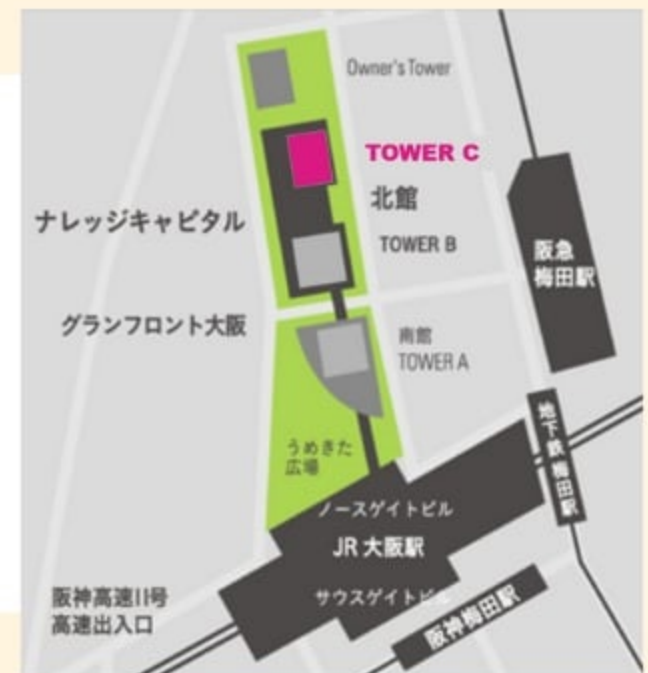 Owner's Tower
TOWER C
北館
ナレッジキャピタル
TOWER B
阪急
梅田駅
グランフロント大阪
南館
TOWER A
地下鉄梅田駅
うめきた
広場
ノースゲイトビル
JR 大阪駅
サウスゲイトビル
阪神高速11号
高速出入口
阪神梅田駅